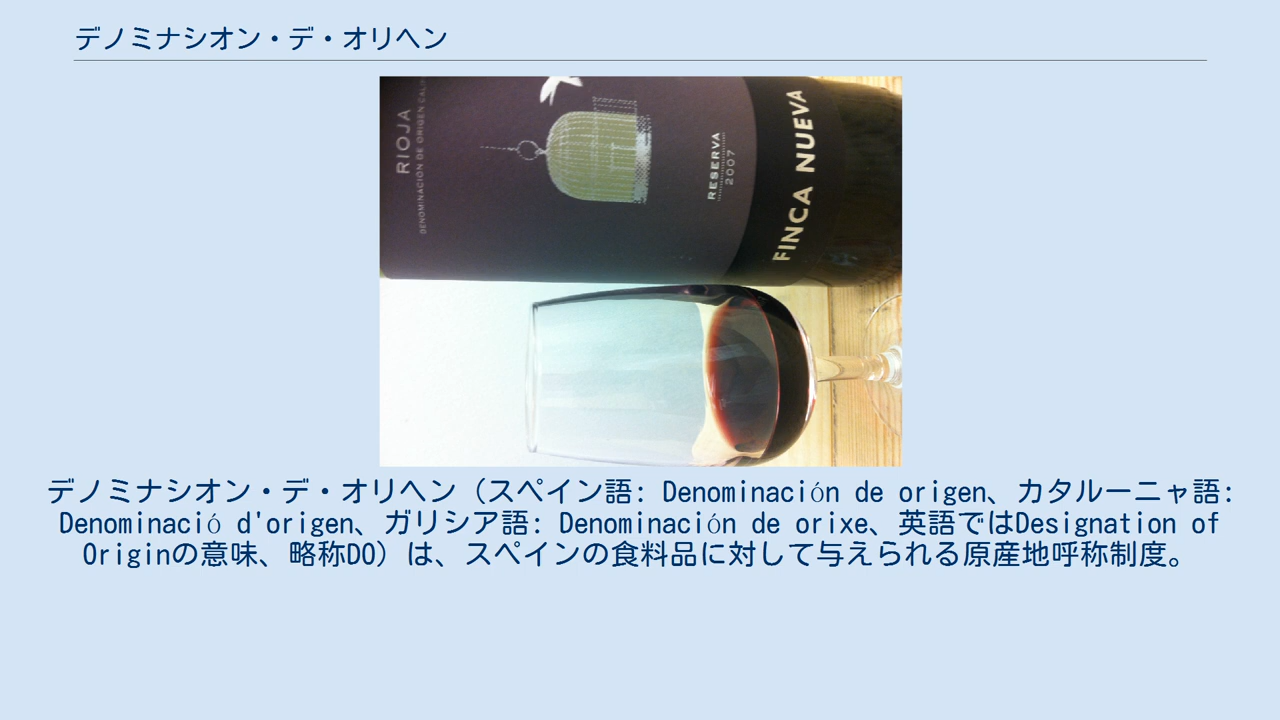 デノミナシオン・デ・オリヘン
RIOJA
DENOMINACIÓN DE ORIGEN
RESERVA
2007
FINCA NUEVA
デノミナシオン・デ・オリヘン（スペイン語: Denominación de origen、カタルーニャ語:
Denominació d'origen、ガリシア語: Denominación de orixe、英語ではDesignation of
Originの意味、略称DO）は、スペインの食料品に対して与えられる原産地呼称制度。